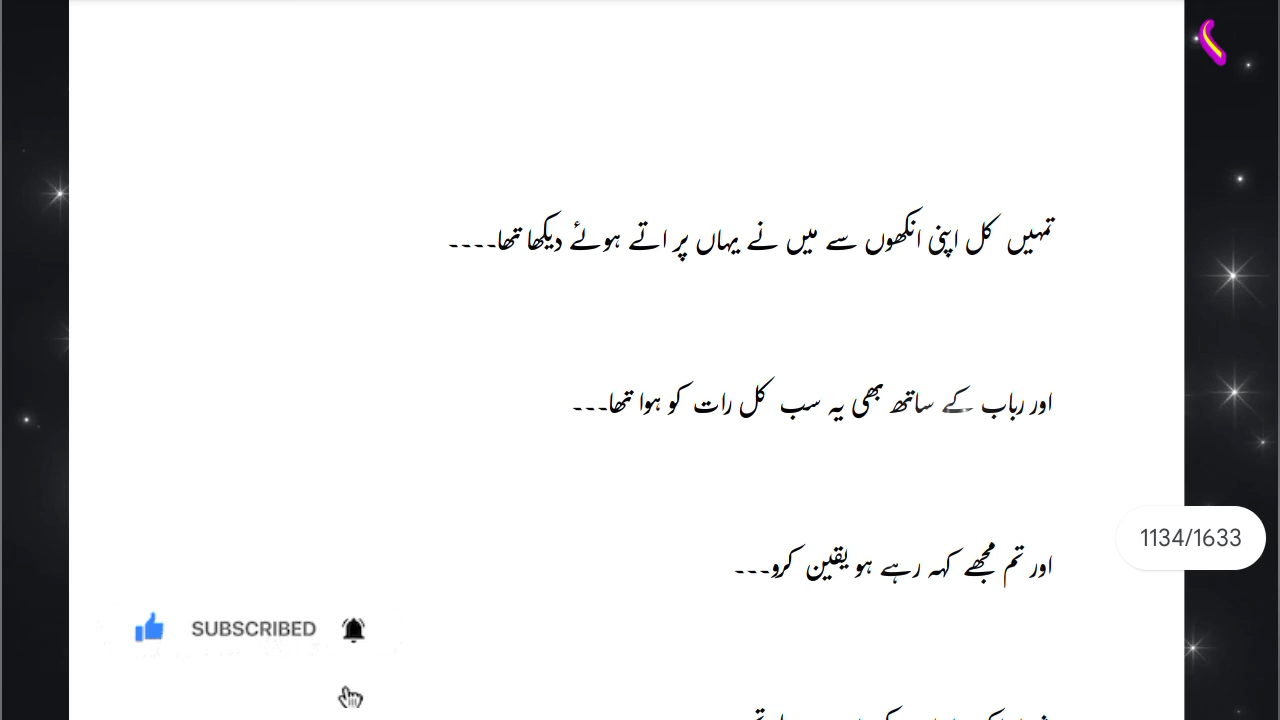 تمہیں کل اپنی انکھوں سے میں نے یہاں پر اتے ہوئے دیکھا تھا۔۔۔۔
اور رباب کے ساتھ بھی یہ سب کل رات کو ہوا تھا۔۔۔
1134/1633
اور تم مجھے کہہ رہے ہو یقین کرو۔۔۔
SUBSCRIBED